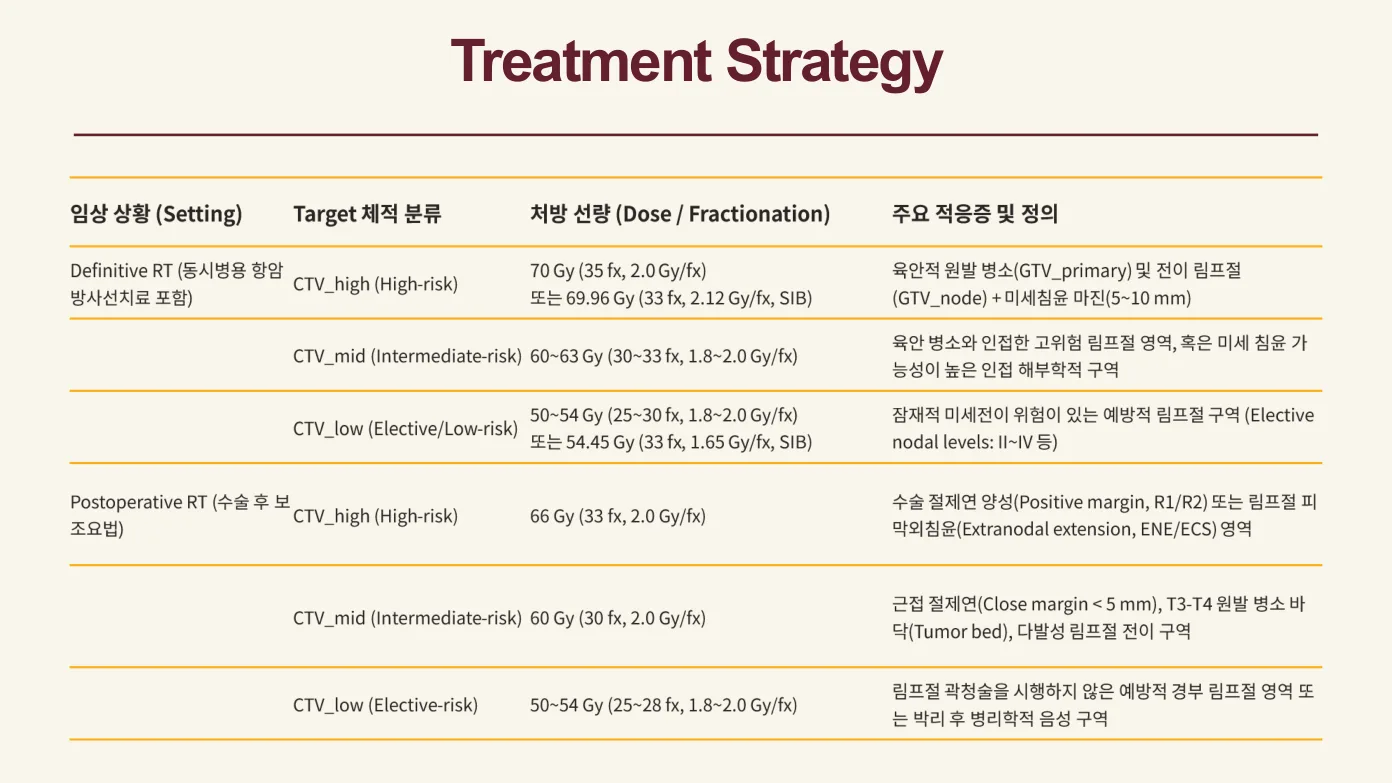 Treatment Strategy
임상 상황 (Setting)
Target 체적 분류
처방 선량 (Dose / Fractionation)
주요 적응증 및 정의
Definitive RT (동시병용 항암
방사선치료 포함)
CTV_high (High-risk)
70 Gy (35 fx, 2.0 Gy/fx)
또는 69.96 Gy (33 fx, 2.12 Gy/fx, SIB)
육안적 원발 병소(GTV_primary) 및 전이 림프절
(GTV_node) + 미세침윤 마진(5~10 mm)
CTV_mid (Intermediate-risk)
60~63 Gy (30~33 fx, 1.8~2.0 Gy/fx)
육안 병소와 인접한 고위험 림프절 영역, 혹은 미세 침윤 가
능성이 높은 인접 해부학적 구역
CTV_low (Elective/Low-risk)
50~54 Gy (25~30 fx, 1.8~2.0 Gy/fx)
또는 54.45 Gy (33 fx, 1.65 Gy/fx, SIB)
잠재적 미세전이 위험이 있는 예방적 림프절 구역 (Elective
nodal levels: II~IV 등)
Postoperative RT (수술 후 보
조요법)
CTV_high (High-risk)
66 Gy (33 fx, 2.0 Gy/fx)
수술 절제연 양성(Positive margin, R1/R2) 또는 림프절 피
막외침윤(Extranodal extension, ENE/ECS) 영역
CTV_mid (Intermediate-risk)
60 Gy (30 fx, 2.0 Gy/fx)
근접 절제연(Close margin < 5 mm), T3-T4 원발 병소 바
닥(Tumor bed), 다발성 림프절 전이 구역
CTV_low (Elective-risk)
50~54 Gy (25~28 fx, 1.8~2.0 Gy/fx)
림프절 곽청술을 시행하지 않은 예방적 경부 림프절 영역 또
는 박리 후 병리학적 음성 구역